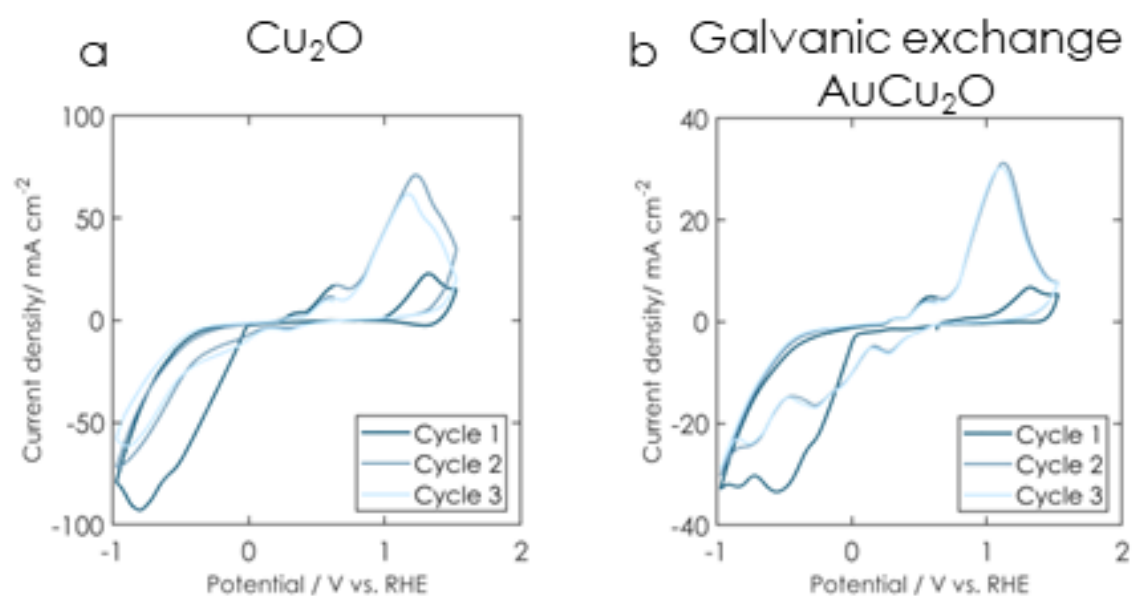 a
Cu₂O
100
50
0
-50
-100
Current density/ mA cm⁻²
-1
0
1
2
Potential / V vs. RHE
Cycle 1
Cycle 2
Cycle 3
b
Galvanic exchange
AuCu₂O
40
20
0
-20
-40
Current density/ mA cm⁻²
-1
0
1
2
Potential / V vs. RHE
Cycle 1
Cycle 2
Cycle 3